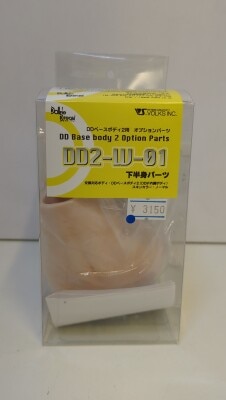 VOLKS INC.
DDベースボディ2用 オプションパーツ
DD Base body 2 Option Parts
DD2-W-01
下半身パーツ
¥ 3150